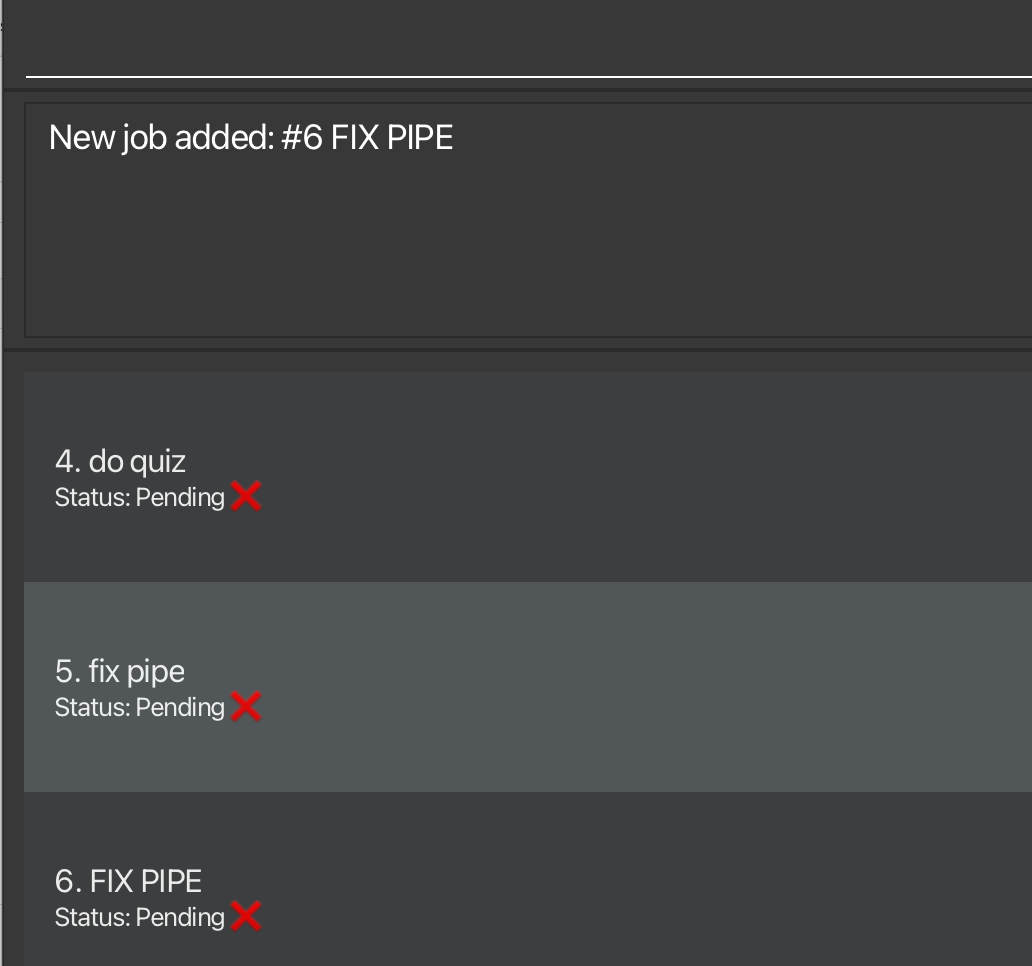 New job added: #6 FIX PIPE
4. do quiz
Status: Pending ❌
5. fix pipe
Status: Pending ❌
6. FIX PIPE
Status: Pending ❌